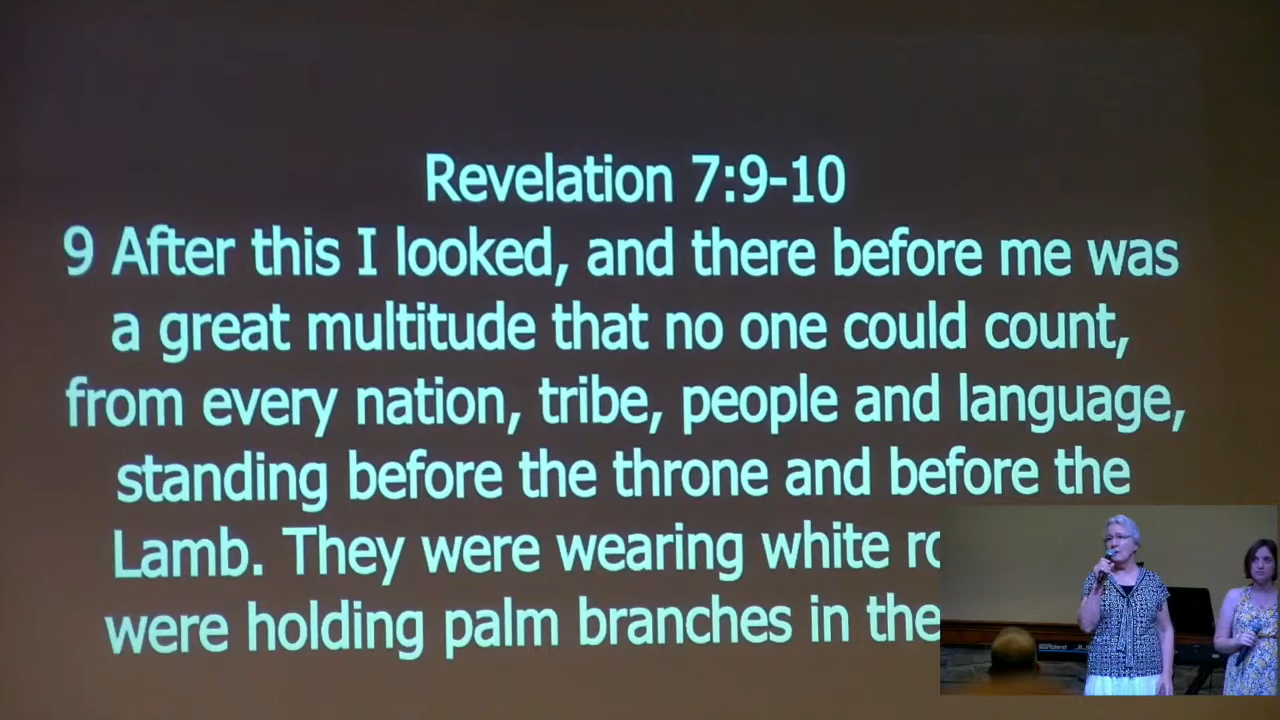 Revelation 7:9-10
9 After this I looked, and there before me was
a great multitude that no one could count,
from every nation, tribe, people and language,
standing before the throne and before the
Lamb. They were wearing white
were holding palm branches in
Roland